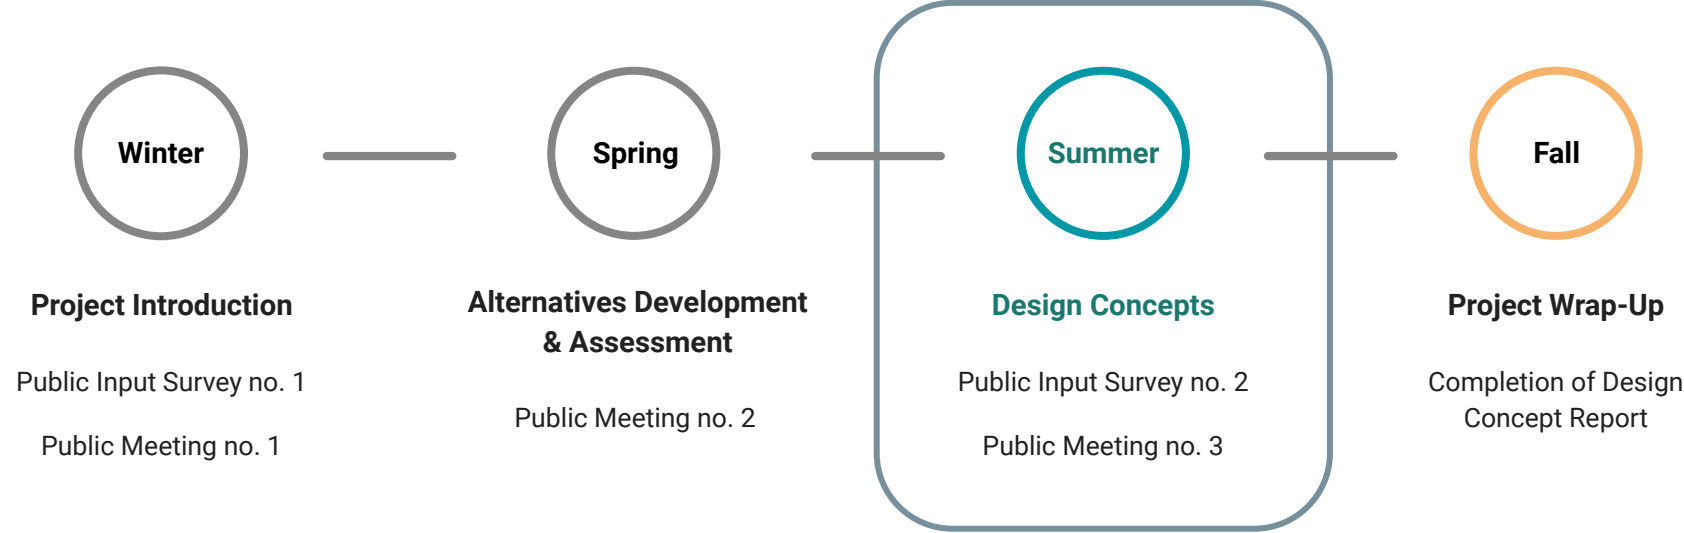 Winter
Project Introduction
Public Input Survey no. 1
Public Meeting no. 1
Spring
Alternatives Development
& Assessment
Public Meeting no. 2
Summer
Design Concepts
Public Input Survey no. 2
Public Meeting no. 3
Fall
Project Wrap-Up
Completion of Design
Concept Report